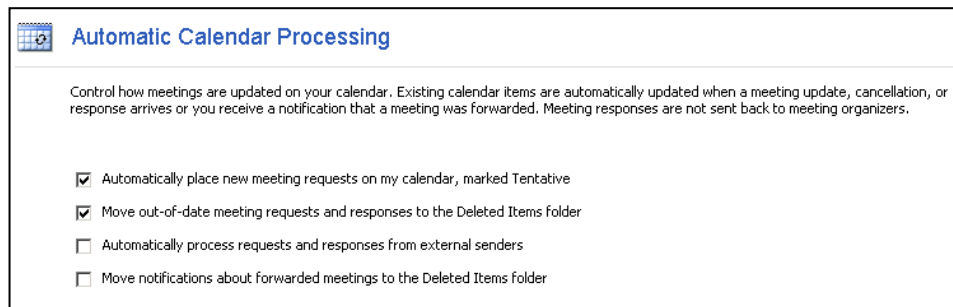 Automatic Calendar Processing
Control how meetings are updated on your calendar. Existing calendar items are automatically updated when a meeting update, cancellation, or
response arrives or you receive a notification that a meeting was forwarded. Meeting responses are not sent back to meeting organizers.
Automatically place new meeting requests on my calendar, marked Tentative
Move out-of-date meeting requests and responses to the Deleted Items folder
Automatically process requests and responses from external senders
Move notifications about forwarded meetings to the Deleted Items folder